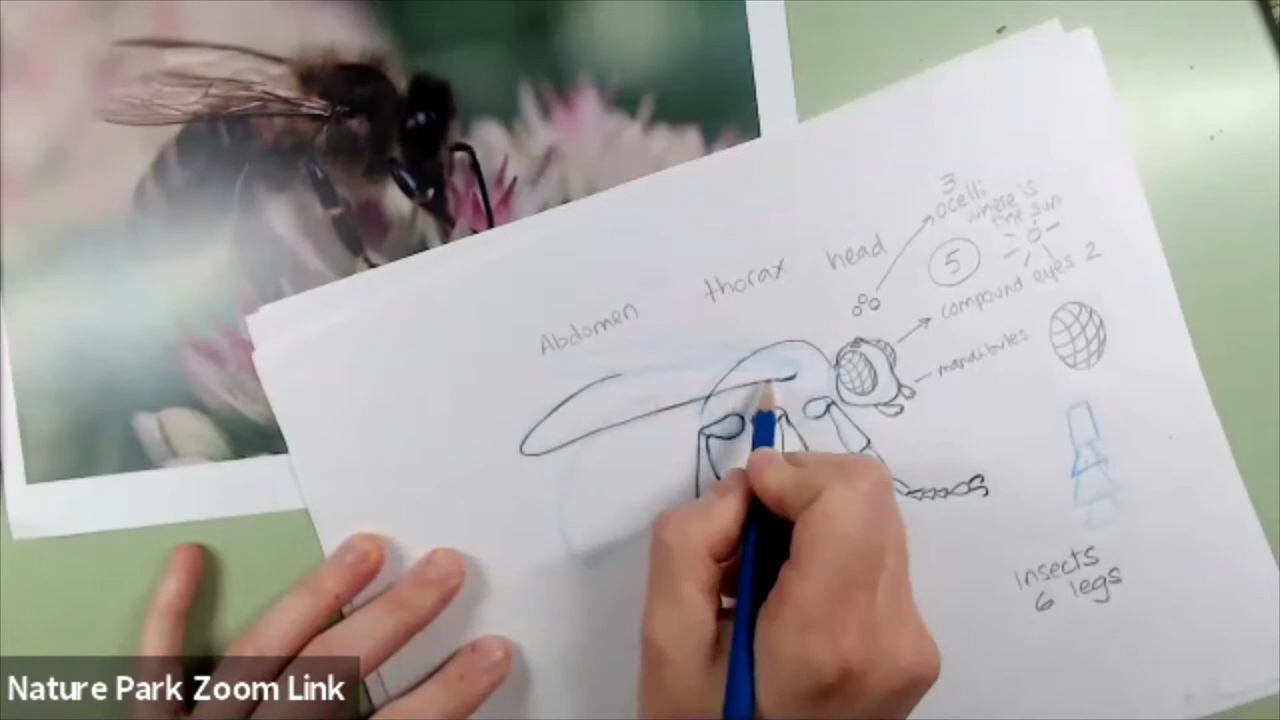 3
ocelli
where is
the sun
5
head
thorax
Abdomen
compound eyes 2
mandibules
insects
6 legs
Nature Park Zoom Link